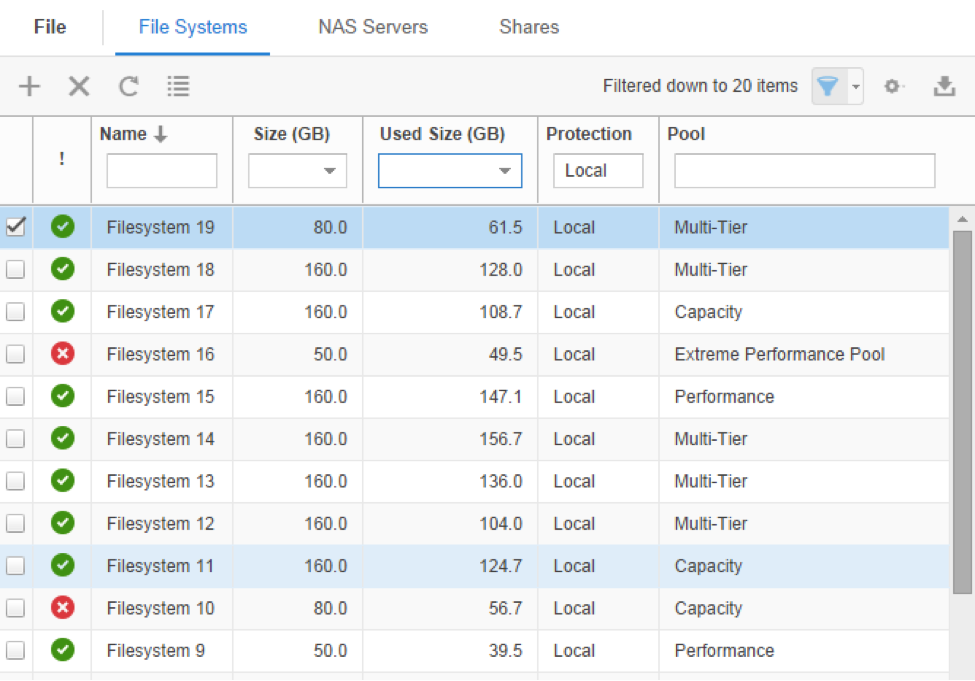 File File Systems NAS Servers Shares
Filtered down to 20 items
! Name Size (GB) Used Size (GB) Protection Pool
Local
Filesystem 19 80.0 61.5 Local Multi-Tier
Filesystem 18 160.0 128.0 Local Multi-Tier
Filesystem 17 160.0 108.7 Local Capacity
Filesystem 16 50.0 49.5 Local Extreme Performance Pool
Filesystem 15 160.0 147.1 Local Performance
Filesystem 14 160.0 156.7 Local Multi-Tier
Filesystem 13 160.0 136.0 Local Multi-Tier
Filesystem 12 160.0 104.0 Local Multi-Tier
Filesystem 11 160.0 124.7 Local Capacity
Filesystem 10 80.0 56.7 Local Capacity
Filesystem 9 50.0 39.5 Local Performance